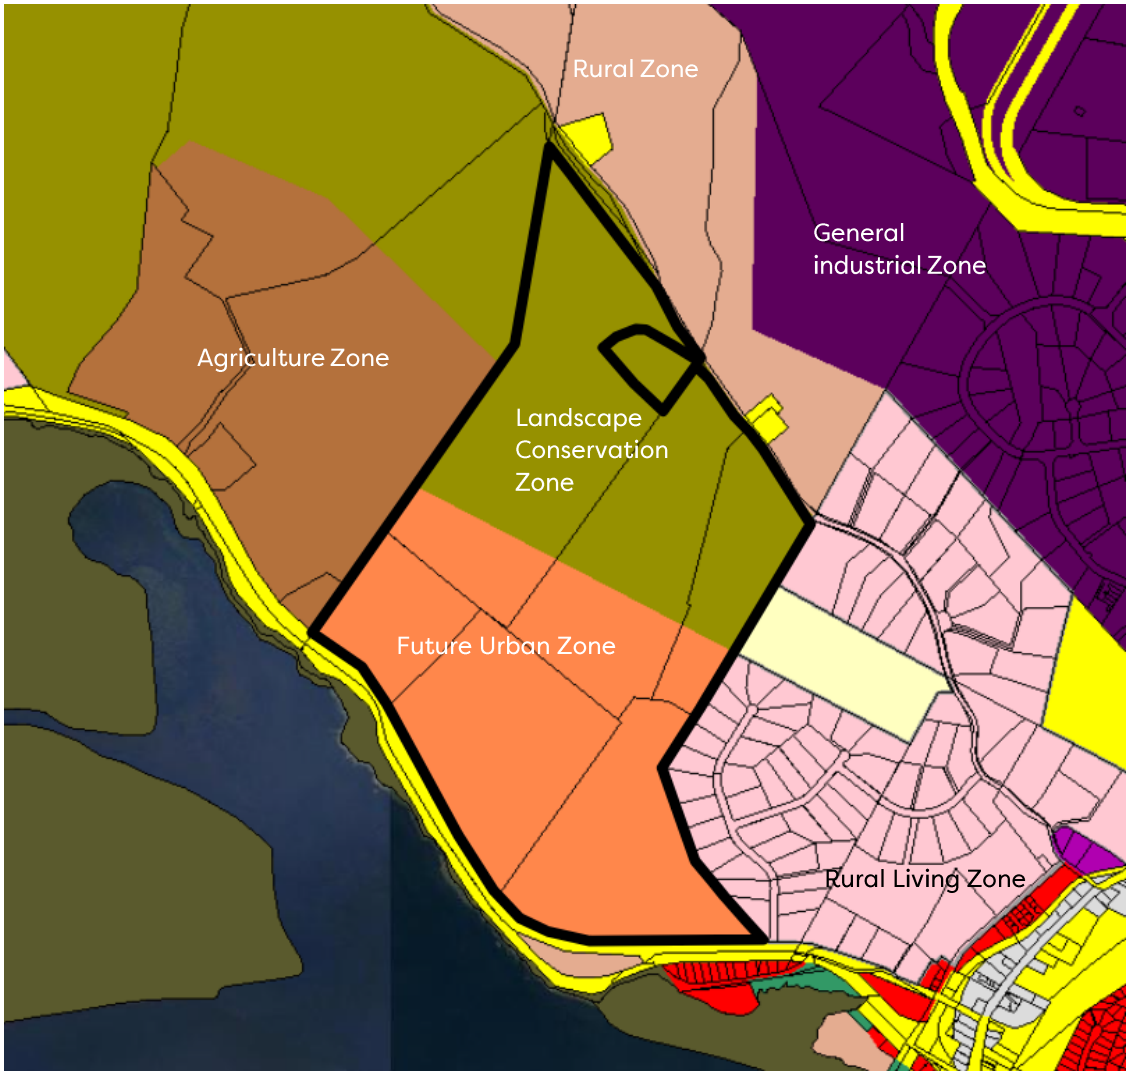 Rural Zone
General
industrial Zone
Agriculture Zone
Landscape
Conservation
Zone
Future Urban Zone
Rural Living Zone